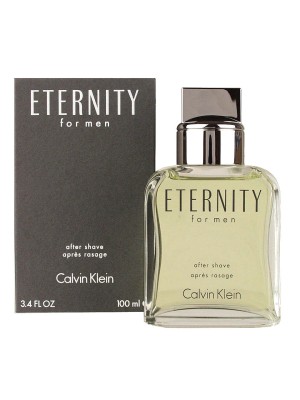 ETERNITY
for men
after shave
après rasage
Calvin Klein
3.4 FL OZ
100 ml
ETERNITY
for men
after shave
après rasage
Calvin Klein